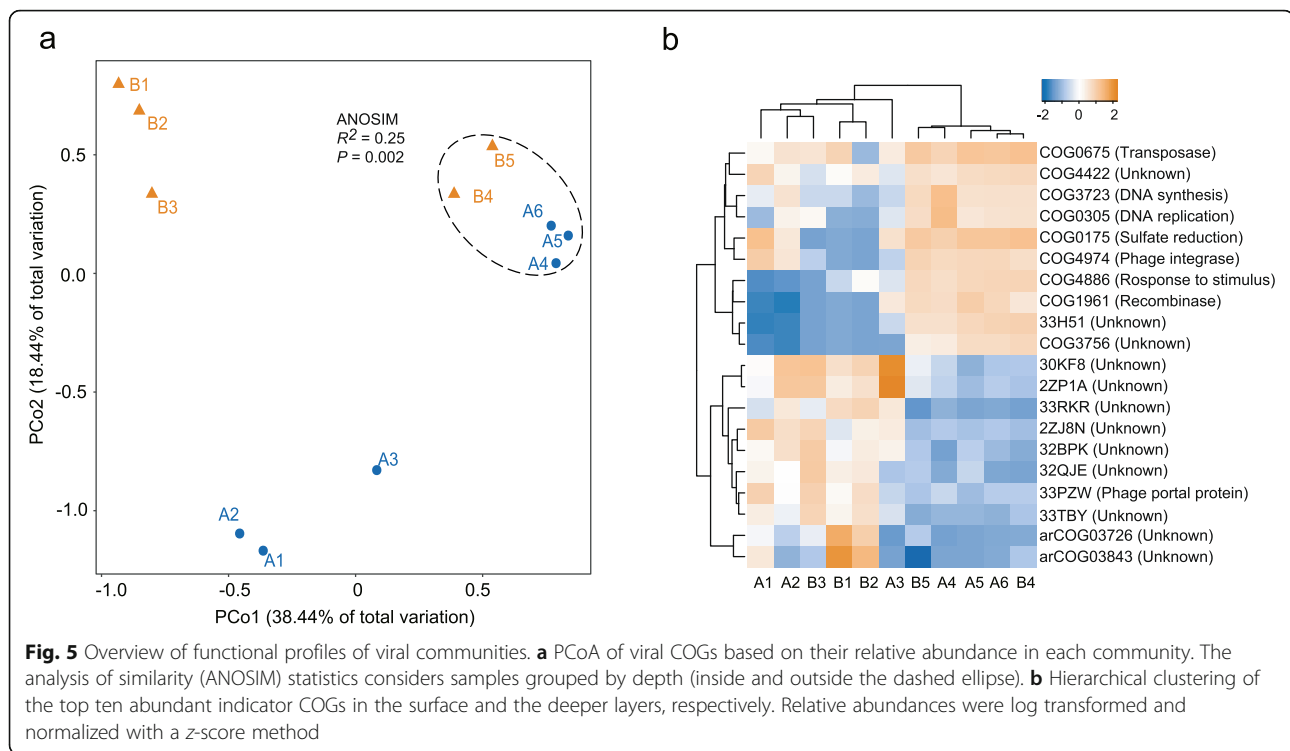 a
B1
B2
B3
ANOSIM
R² = 0.25
P = 0.002
B5
B4
A6
A5
A4
A3
A2
A1
0.5
0.0
-0.5
-1.0
-1.0
-0.5
0
0.5
PCo2 (18.44% of total variation)
PCo1 (38.44% of total variation)
b
-2 0 2
COG0675 (Transposase)
COG4422 (Unknown)
COG3723 (DNA synthesis)
COG0305 (DNA replication)
COG0175 (Sulfate reduction)
COG4974 (Phage integrase)
COG4886 (Rosponse to stimulus)
COG1961 (Recombinase)
33H51 (Unknown)
COG3756 (Unknown)
30KF8 (Unknown)
2ZP1A (Unknown)
33RKR (Unknown)
2ZJ8N (Unknown)
32BPK (Unknown)
32QJE (Unknown)
33PZW (Phage portal protein)
33TBY (Unknown)
arCOG03726 (Unknown)
arCOG03843 (Unknown)
A1 A2 B3 B1 B2 A3 B5 A4 A5 A6 B4
Fig. 5 Overview of functional profiles of viral communities. a PCoA of viral COGs based on their relative abundance in each community. The
analysis of similarity (ANOSIM) statistics considers samples grouped by depth (inside and outside the dashed ellipse). b Hierarchical clustering of
the top ten abundant indicator COGs in the surface and the deeper layers, respectively. Relative abundances were log transformed and
normalized with a z-score method